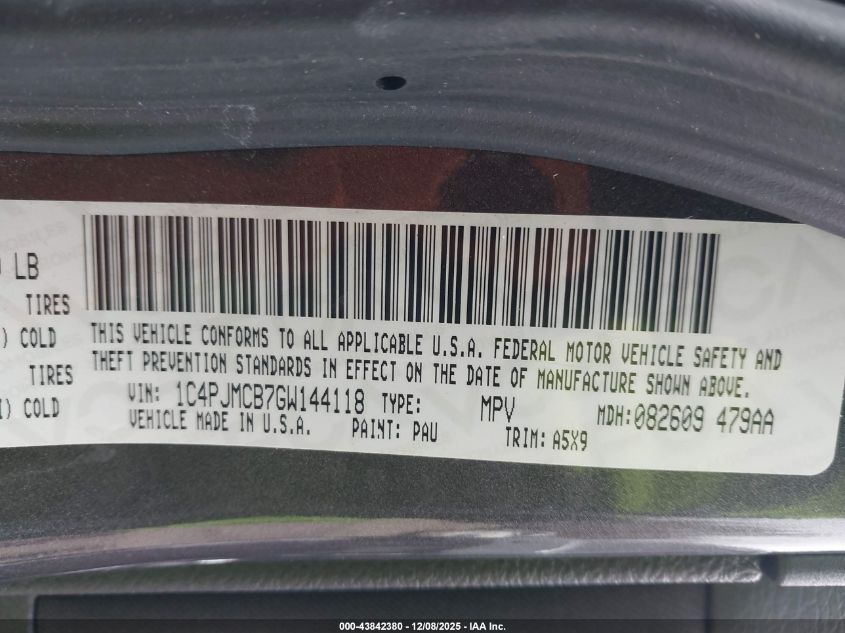 LB
TIRES
) COLD
TIRES
) COLD
THIS VEHICLE CONFORMS TO ALL APPLICABLE U.S.A. FEDERAL MOTOR VEHICLE SAFETY AND
THEFT PREVENTION STANDARDS IN EFFECT ON THE DATE OF MANUFACTURE SHOWN ABOVE.
VIN: 1C4PJMCB7GW144118 TYPE: MPV MDH:082609 479AA
VEHICLE MADE IN U.S.A. PAINT: PAU TRIM: A5X9
000-43842380 - 12/08/2025 - IAA Inc.